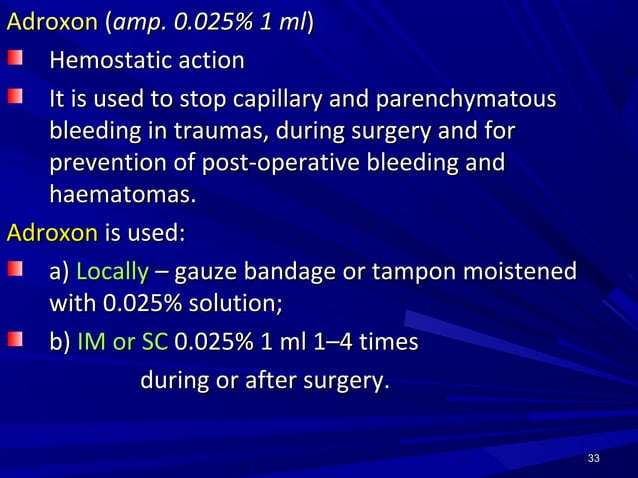 Adroxon (amp. 0.025% 1 ml)
Hemostatic action
It is used to stop capillary and parenchymatous
bleeding in traumas, during surgery and for
prevention of post-operative bleeding and
haematomas.
Adroxon is used:
a) Locally – gauze bandage or tampon moistened
with 0.025% solution;
b) IM or SC 0.025% 1 ml 1–4 times
during or after surgery.
33